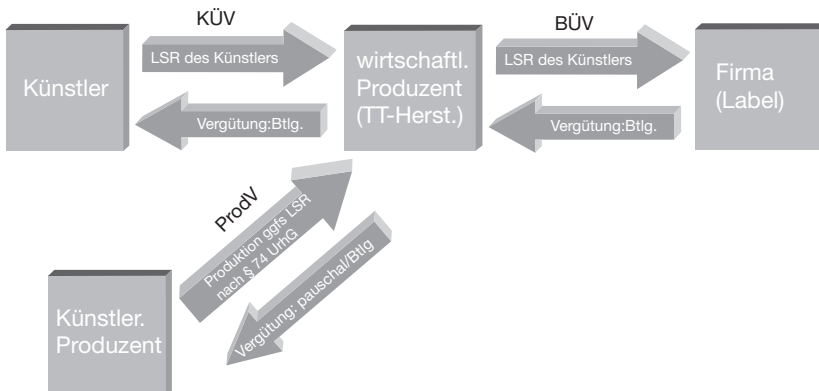 KÜV
BÜV
Künstler
LSR des Künstlers
Vergütung:Btlg.
wirtschaftl.
Produzent
(TT-Herst.)
LSR des Künstlers
Vergütung:Btlg.
Firma
(Label)
ProdV
Produktion ggfs LSR
nach § 74 UrhG
Vergütung: pauschal/Btlg
Künstler.
Produzent